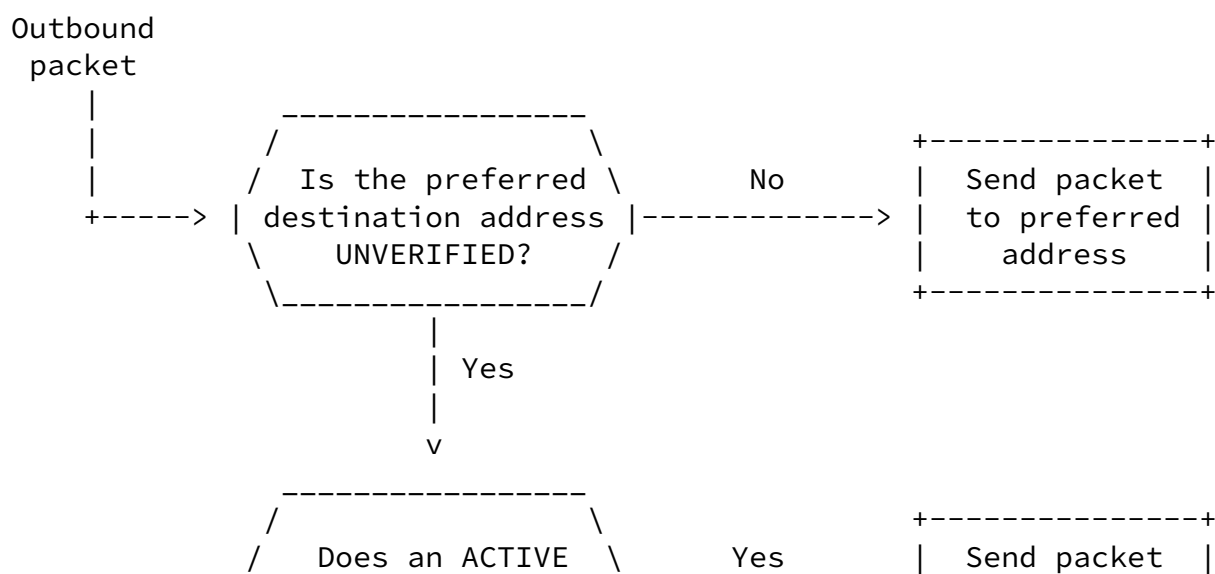 Outbound
packet
Is the preferred No Send packet
destination address to preferred
UNVERIFIED? address
Yes
v
Does an ACTIVE Yes Send packet